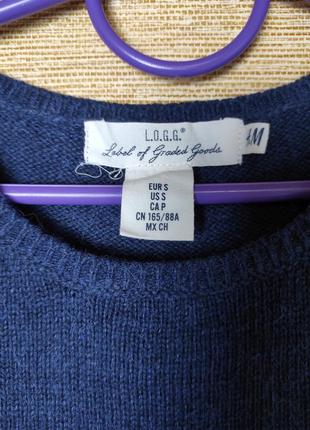 L.O.G.G.®
Label of Graded Goods
&M
EUR S
US S
CA P
CN 165/88A
MX CH